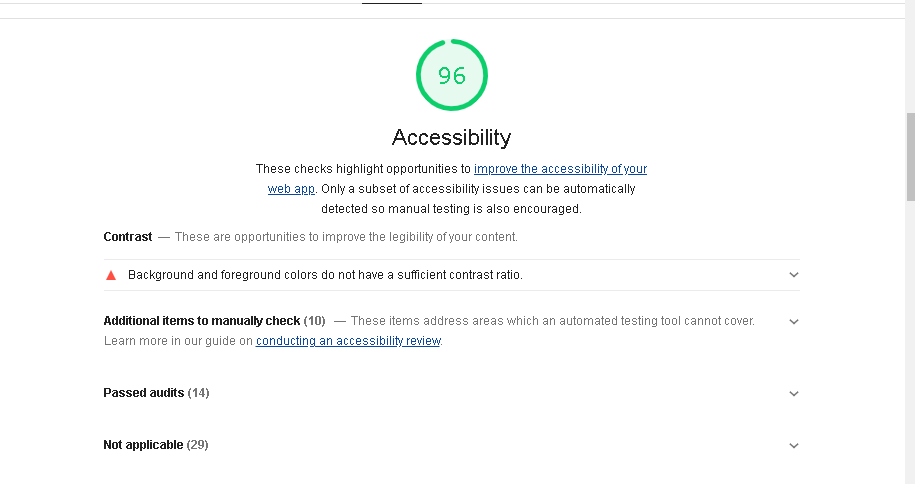 96
Accessibility
These checks highlight opportunities to improve the accessibility of your
web app. Only a subset of accessibility issues can be automatically
detected so manual testing is also encouraged.
Contrast — These are opportunities to improve the legibility of your content.
Background and foreground colors do not have a sufficient contrast ratio.
Additional items to manually check (10) — These items address areas which an automated testing tool cannot cover.
Learn more in our guide on conducting an accessibility review.
Passed audits (14)
Not applicable (29)